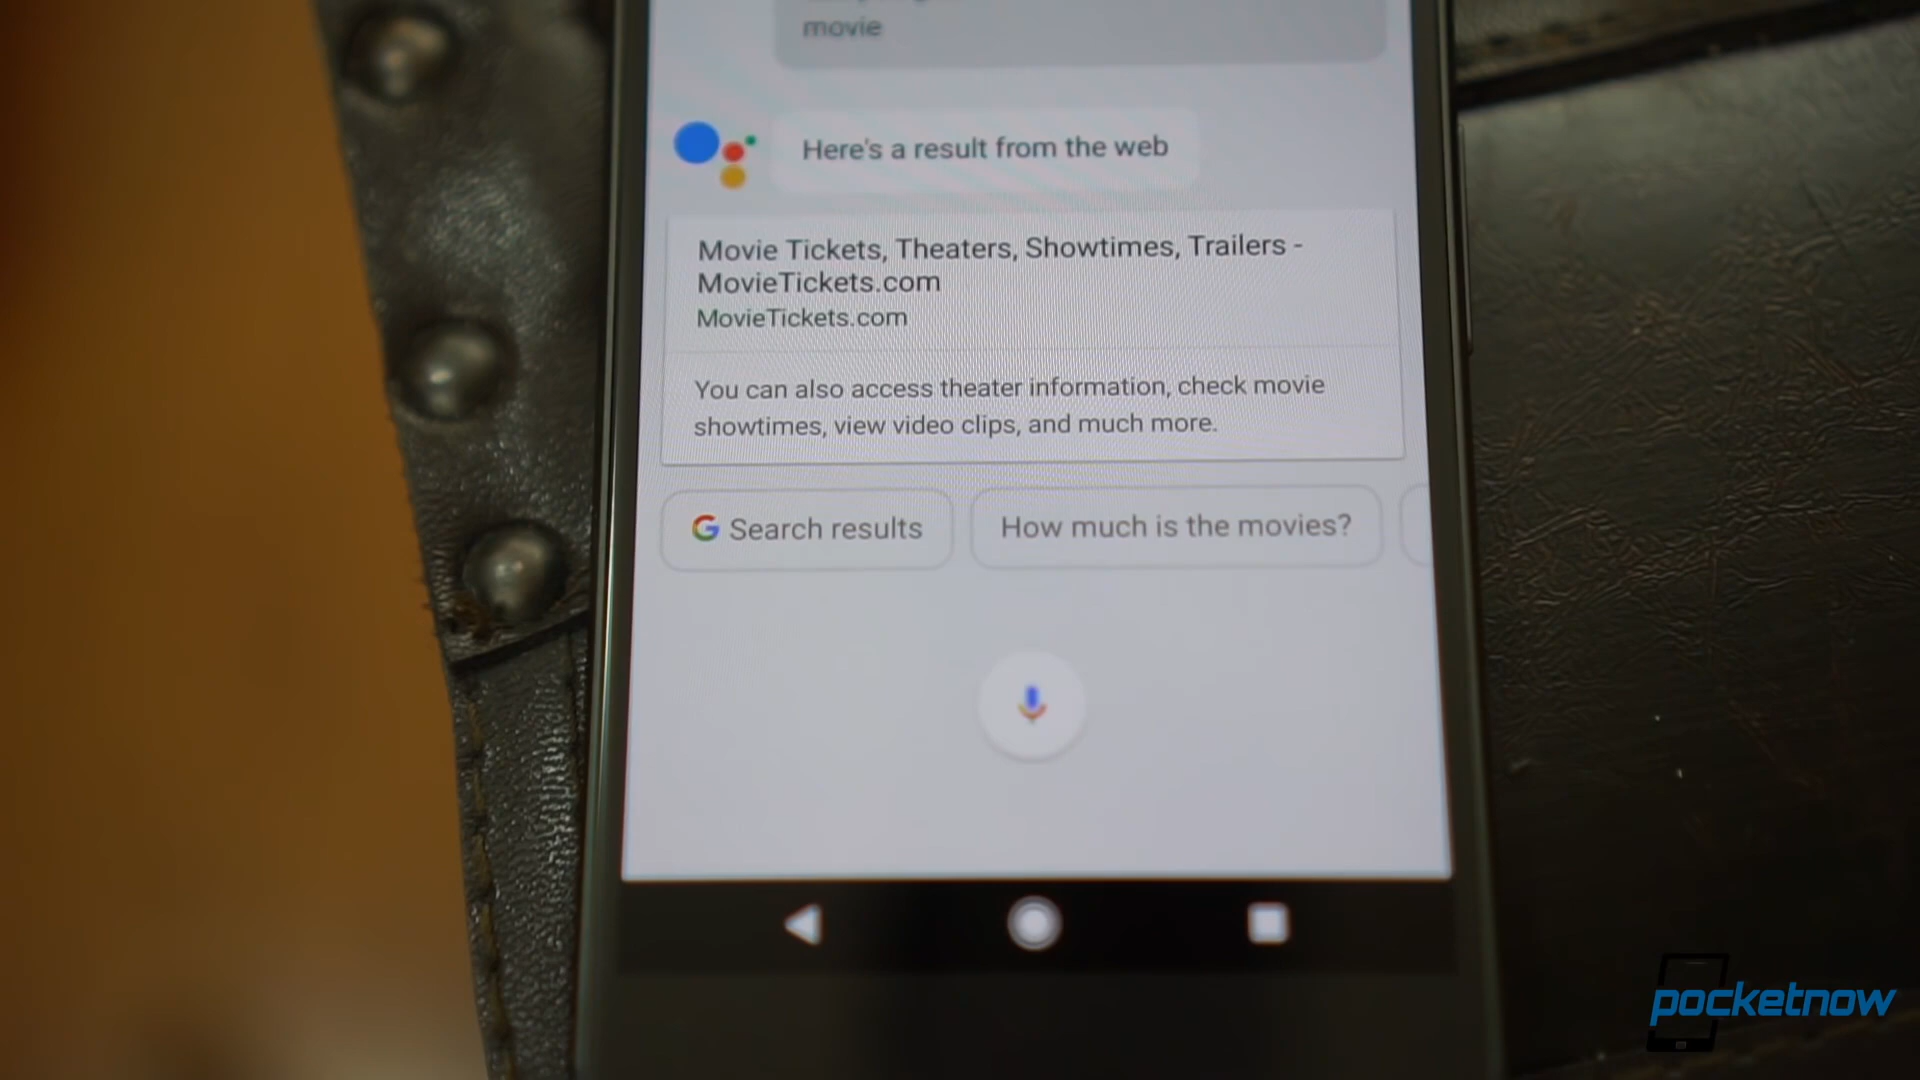 movie
Here's a result from the web
Movie Tickets, Theaters, Showtimes, Trailers -
MovieTickets.com
MovieTickets.com
You can also access theater information, check movie
showtimes, view video clips, and much more.
G Search results
How much is the movies?
pocketnow